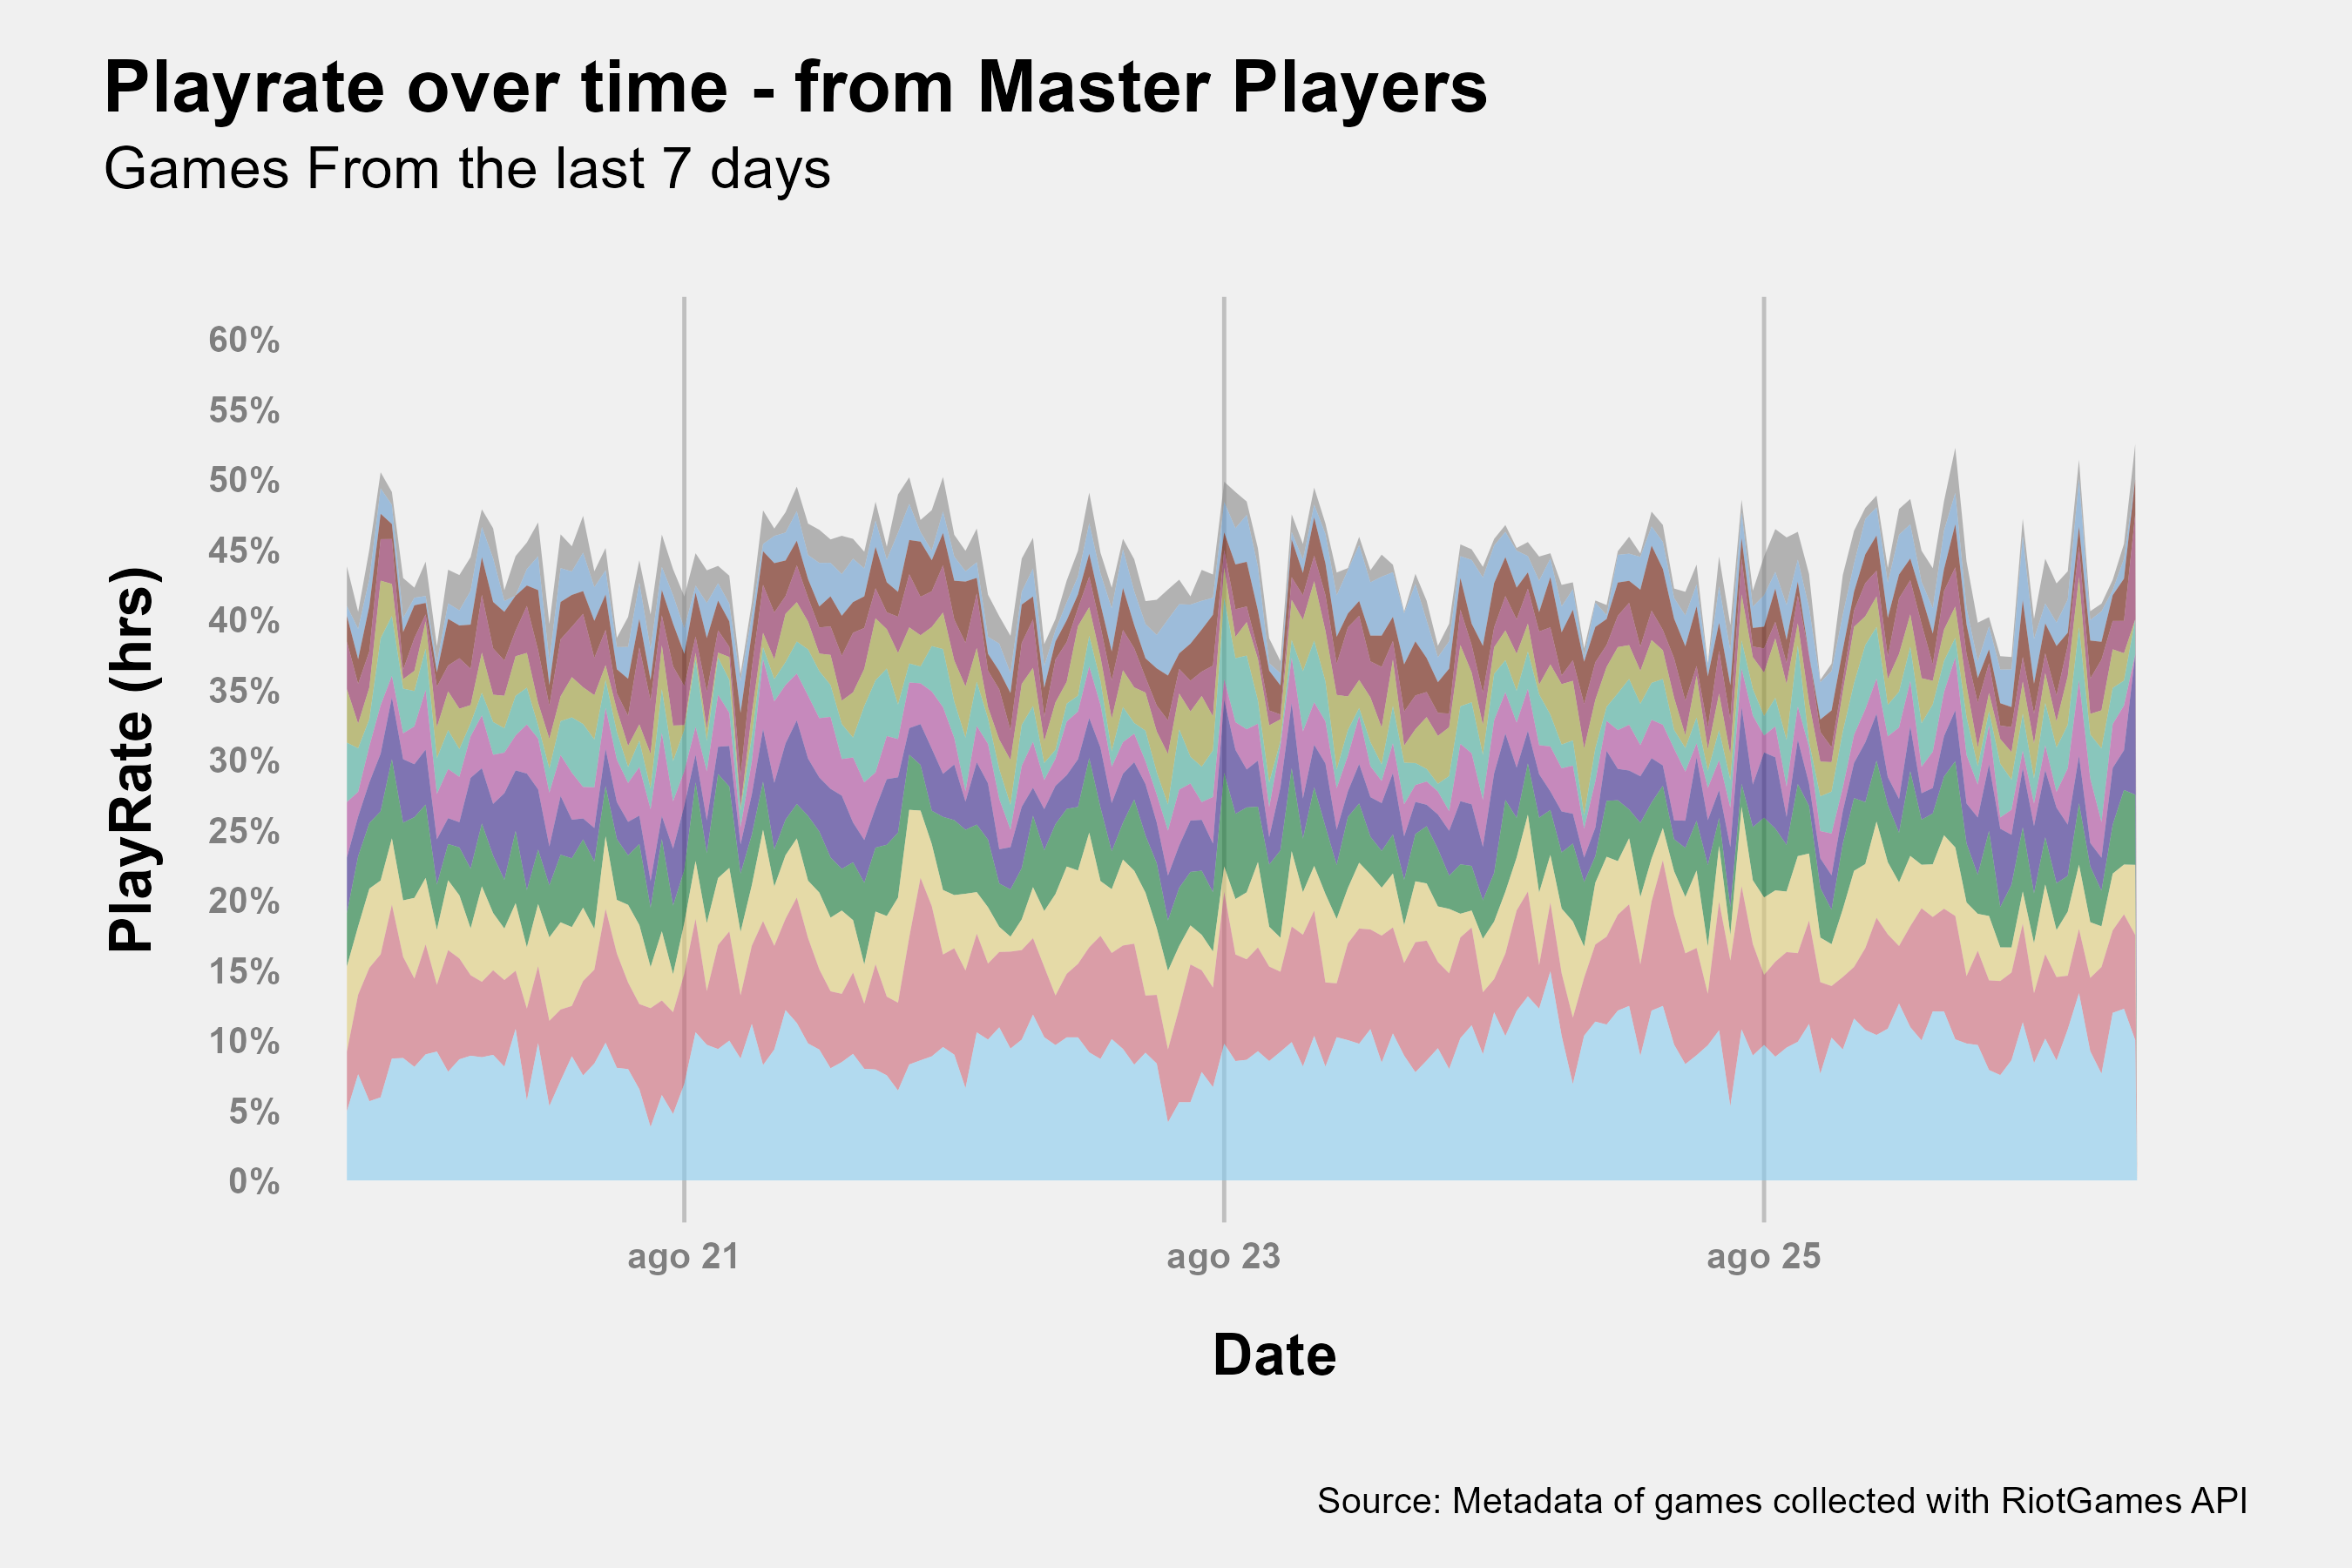 Playrate over time - from Master Players
Games From the last 7 days
PlayRate (hrs)
60%
55%
50%
45%
40%
35%
30%
25%
20%
15%
10%
5%
0%
ago 21
ago 23
ago 25
Date
Source: Metadata of games collected with RiotGames API